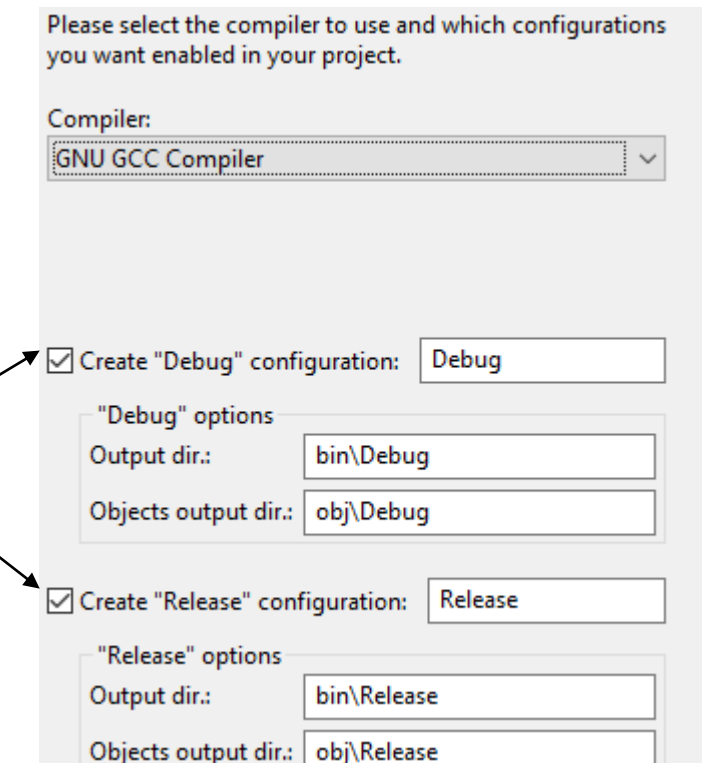 Please select the compiler to use and which configurations
you want enabled in your project.
Compiler:
GNU GCC Compiler
Create "Debug" configuration: Debug
"Debug" options
Output dir.: bin\Debug
Objects output dir.: obj\Debug
Create "Release" configuration: Release
"Release" options
Output dir.: bin\Release
Objects output dir.: obj\Release